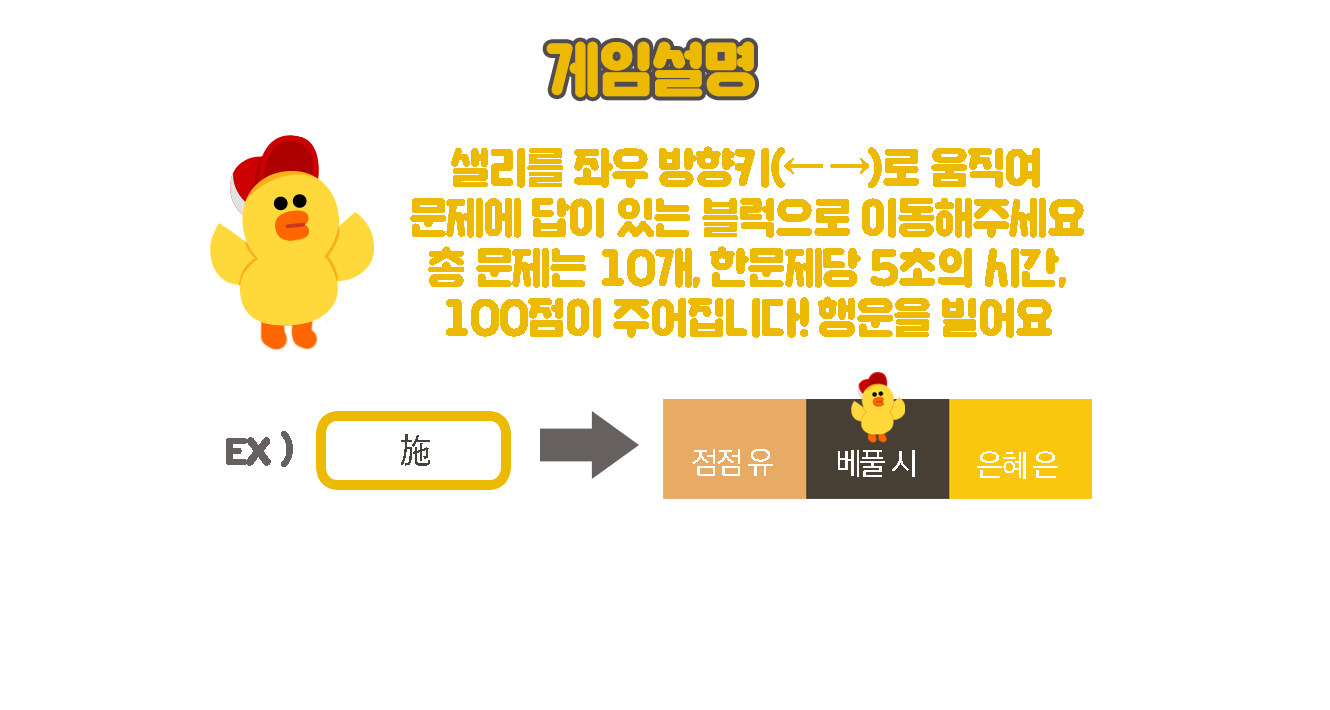 게임설명
샐리를 좌우 방향키(← →)로 움직여
문제에 답이 있는 블럭으로 이동해주세요
총 문제는 10개, 한문제당 5초의 시간,
100점이 주어집니다! 행운을 빌어요
EX ) 施 점점 유 베풀 시 은혜 은